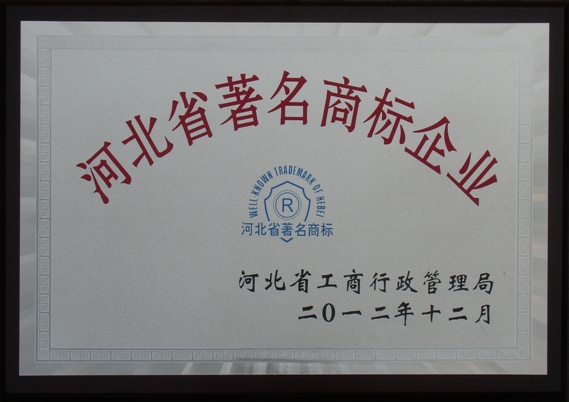 河北省著名商标企业
WELL-KNOWN TRADEMARK OF HEBEI
R
河北省著名商标
河北省工商行政管理局
二〇一二年十二月